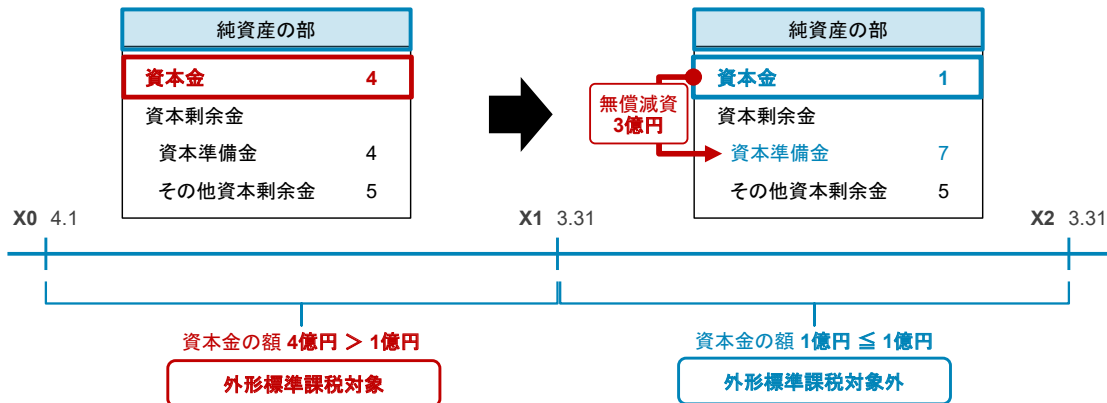 純資産の部
資本金 4
資本剰余金
資本準備金 4
その他資本剰余金 5
無償減資
3億円
純資産の部
資本金 1
資本剰余金
資本準備金 7
その他資本剰余金 5
X0 4.1
X1 3.31
X2 3.31
資本金の額 4億円 ＞ 1億円
外形標準課税対象
資本金の額 1億円 ≦ 1億円
外形標準課税対象外